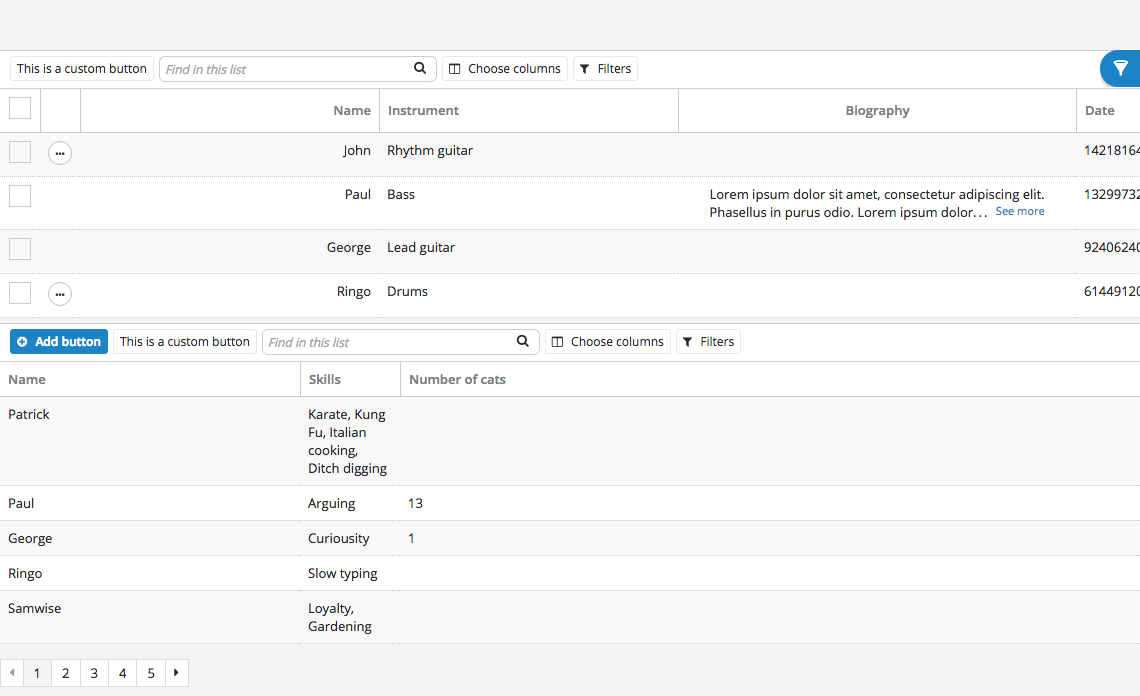 This is a custom button Find in this list Choose columns Filters
Name Instrument Biography Date
John Rhythm guitar 14218164
Paul Bass Lorem ipsum dolor sit amet, consectetur adipiscing elit. 13299732
Phasellus in purus odio. Lorem ipsum dolor... See more
George Lead guitar 92406240
Ringo Drums 61449120
Add button This is a custom button Find in this list Choose columns Filters
Name Skills Number of cats
Patrick Karate, Kung
Fu, Italian
cooking,
Ditch digging
Paul Arguing 13
George Curiousity 1
Ringo Slow typing
Samwise Loyalty,
Gardening
1 2 3 4 5